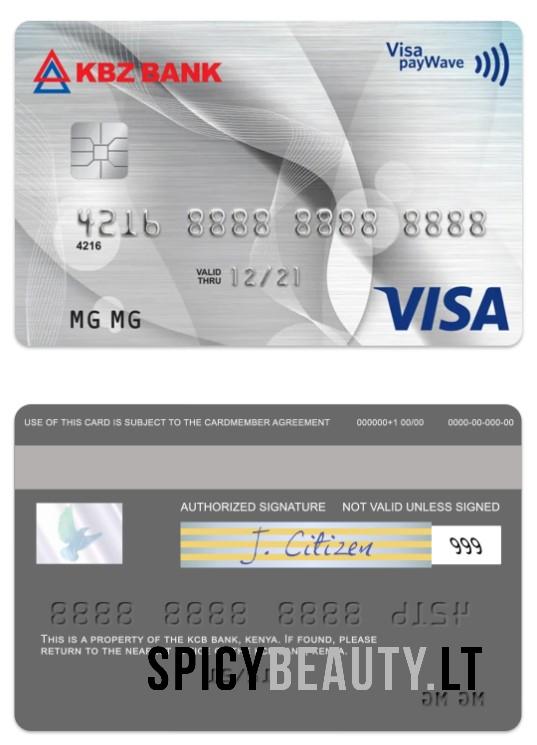 KBZ BANK
Visa
payWave
4216 8888 8888 8888
4216
VALID
THRU 12/21
MG MG
VISA
USE OF THIS CARD IS SUBJECT TO THE CARDMEMBER AGREEMENT 000000+1 00/00 0000-00-000-00
AUTHORIZED SIGNATURE NOT VALID UNLESS SIGNED
J. Citizen 999
8888 8888 8888 4216
THIS IS A PROPERTY OF THE KCB BANK, KENYA. IF FOUND, PLEASE
RETURN TO THE KENYA.
12/21
SPICYBEAUTY.LT
MG MG